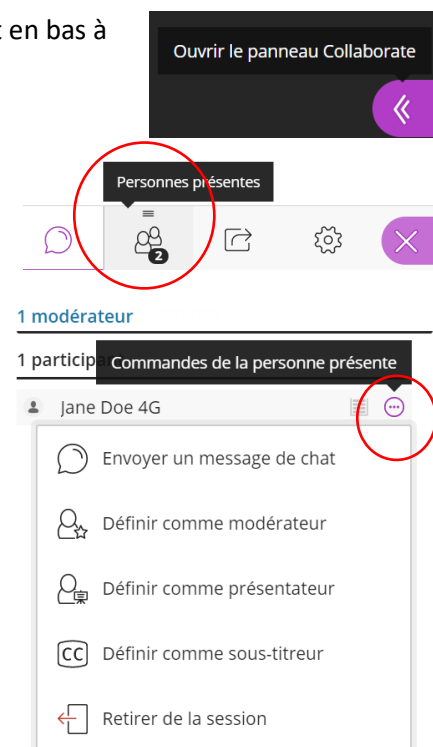 t en bas à
Ouvrir le panneau Collaborate
Personnes présentes
2
1 modérateur
1 particip
Commandes de la personne présente
Jane Doe 4G
Envoyer un message de chat
Définir comme modérateur
Définir comme présentateur
CC Définir comme sous-titreur
Retirer de la session